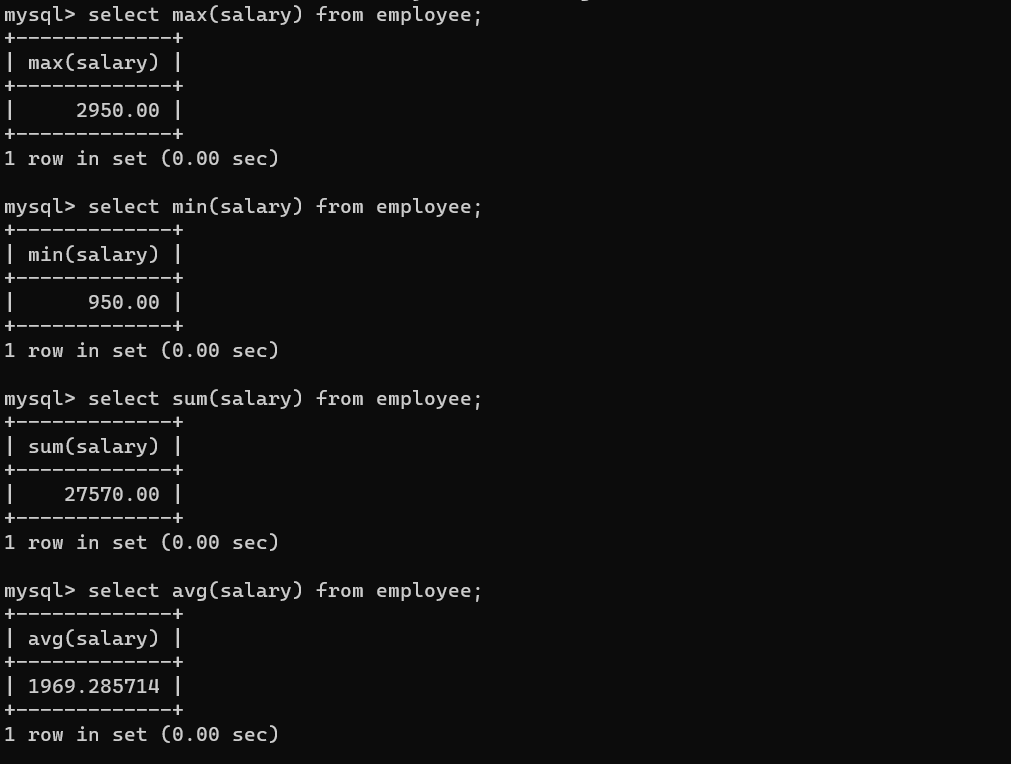 mysql> select max(salary) from employee;
+-------------+
| max(salary) |
+-------------+
|     2950.00 |
+-------------+
1 row in set (0.00 sec)

mysql> select min(salary) from employee;
+-------------+
| min(salary) |
+-------------+
|      950.00 |
+-------------+
1 row in set (0.00 sec)

mysql> select sum(salary) from employee;
+-------------+
| sum(salary) |
+-------------+
|    27570.00 |
+-------------+
1 row in set (0.00 sec)

mysql> select avg(salary) from employee;
+-------------+
| avg(salary) |
+-------------+
| 1969.285714 |
+-------------+
1 row in set (0.00 sec)